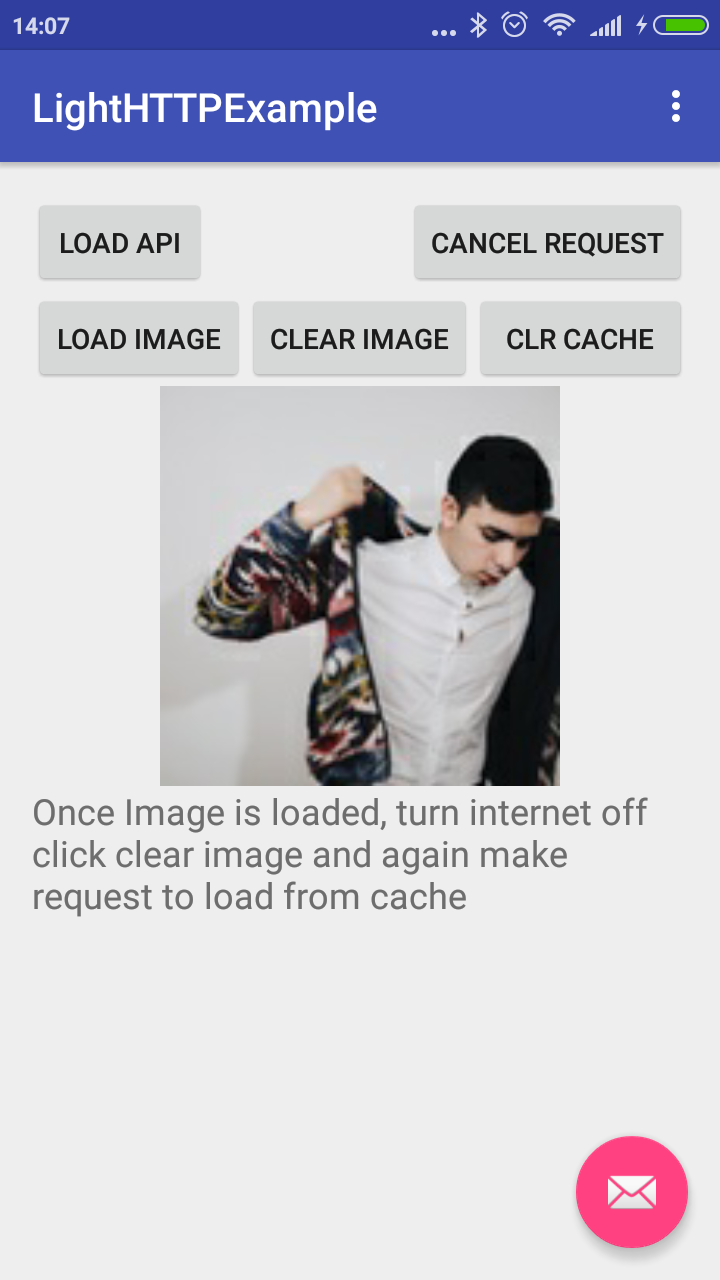 14:07
LightHTTPExample
LOAD API
CANCEL REQUEST
LOAD IMAGE
CLEAR IMAGE
CLR CACHE
Once Image is loaded, turn internet off
click clear image and again make
request to load from cache